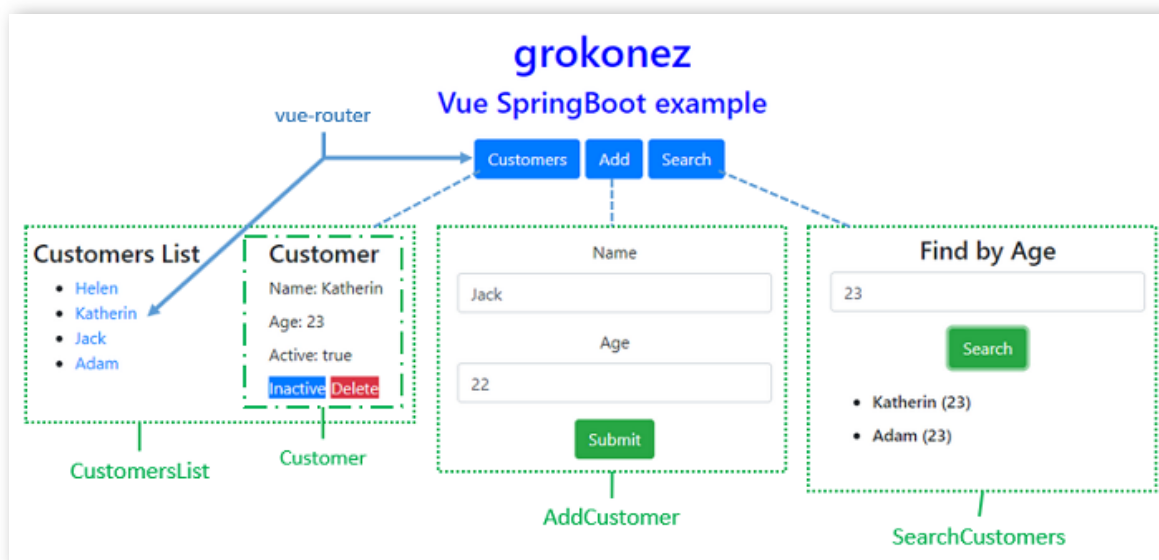 grokonez
Vue SpringBoot example
vue-router
Customers Add Search
Customers List
Helen
Katherin
Jack
Adam
Customer
Name: Katherin
Age: 23
Active: true
Inactive Delete
CustomersList
Customer
Name
Jack
Age
22
Submit
AddCustomer
Find by Age
23
Search
Katherin (23)
Adam (23)
SearchCustomers